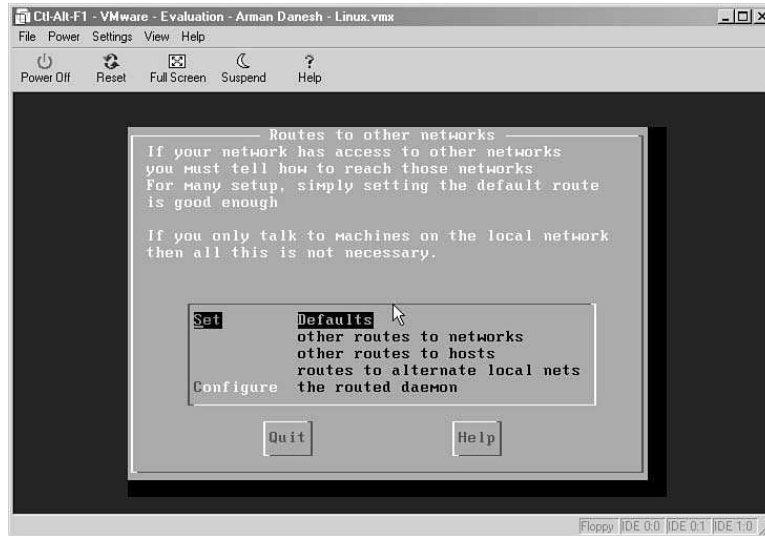 Ctl-Alt-F1 - VMware - Evaluation - Arman Danesh - Linux.vmx
File Power Settings View Help
Power Off Reset Full Screen Suspend ? Help
Routes to other networks
If your network has access to other networks
you must tell how to reach those networks
For many setup, simply setting the default route
is good enough
If you only talk to machines on the local network
then all this is not necessary.
Set Defaults
other routes to networks
other routes to hosts
routes to alternate local nets
Configure the routed daemon
Quit Help
Floppy IDE 0:0 IDE 0:1 IDE 1:0